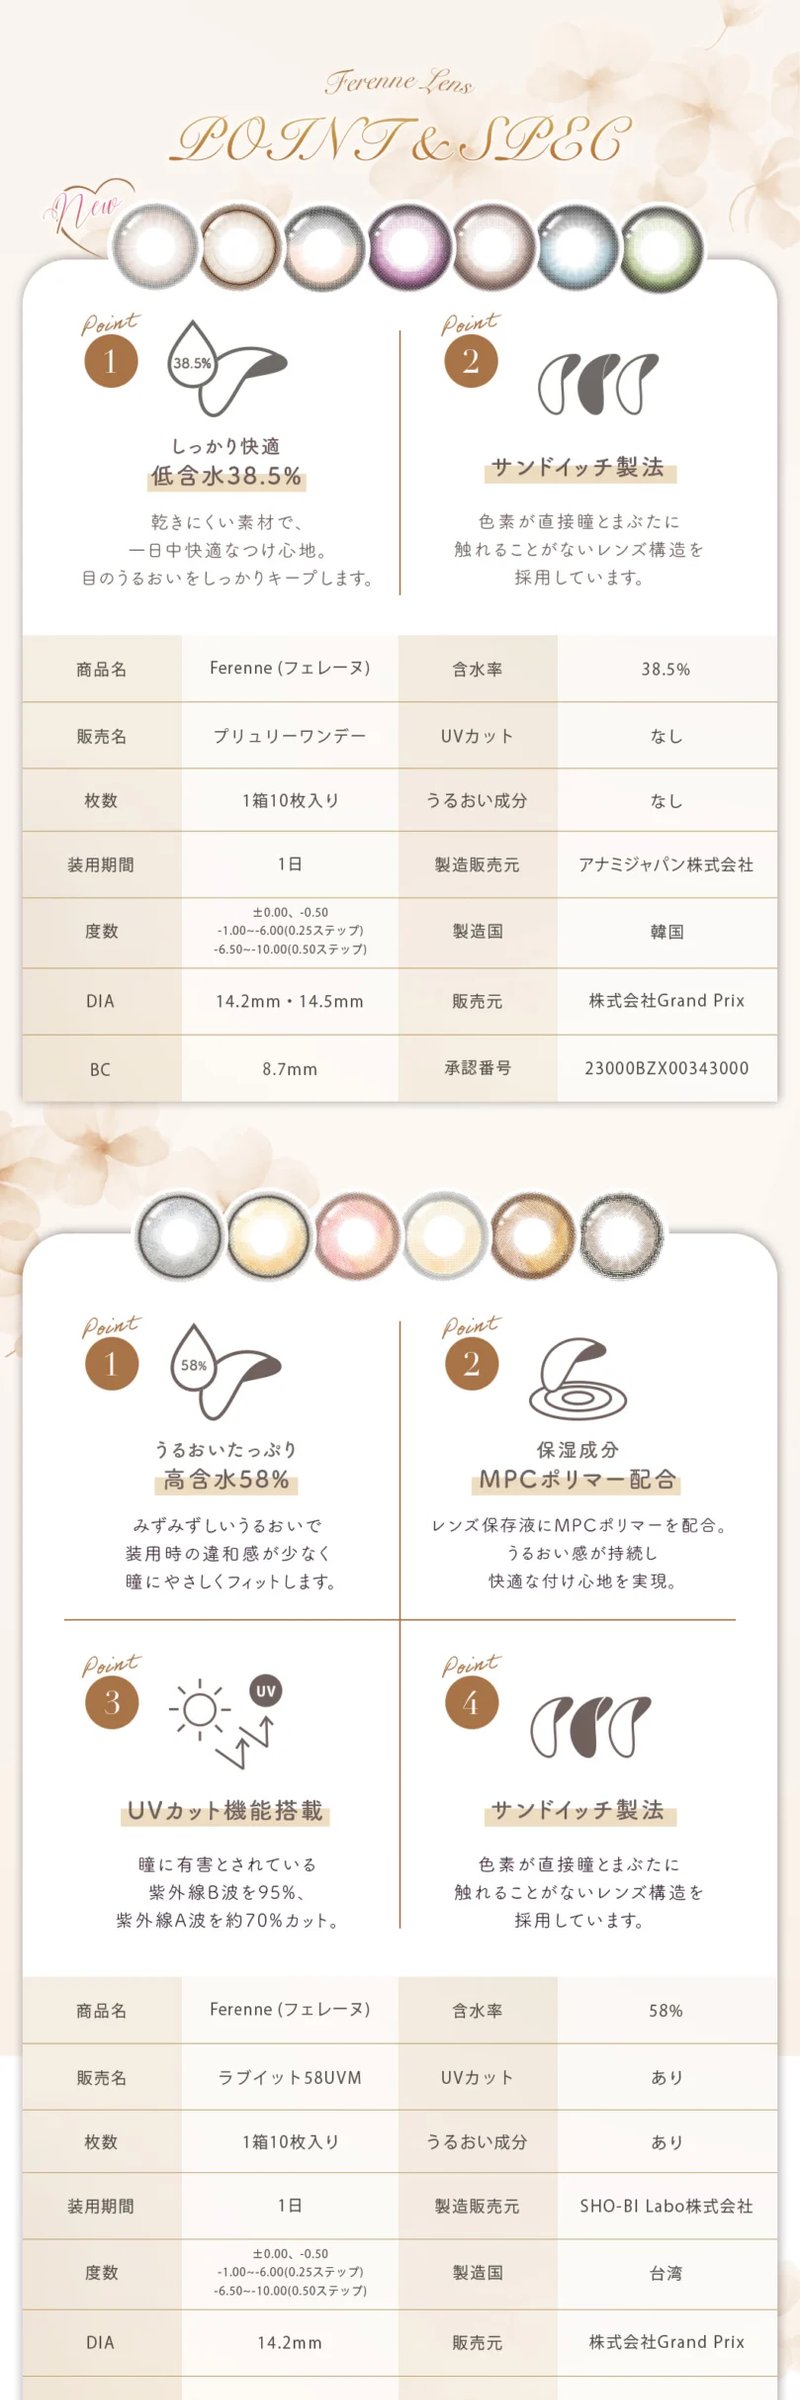 Ferenne Lens
POINT & SPEC
New
Point
1
38.5%
しっかり快適
低含水38.5%
乾きにくい素材で、
一日中快適なつけ心地。
目のうるおいをしっかりキープします。
Point
2
サンドイッチ製法
色素が直接瞳とまぶたに
触れることがないレンズ構造を
採用しています。
商品名 Ferenne (フェレーヌ) 含水率 38.5%
販売名 プリュリーワンデー UVカット なし
枚数 1箱10枚入り うるおい成分 なし
装用期間 1日 製造販売元 アナミジャパン株式会社
度数 ±0.00、-0.50
-1.00~-6.00(0.25ステップ)
-6.50~-10.00(0.50ステップ)
製造国 韓国
DIA 14.2mm・14.5mm 販売元 株式会社Grand Prix
BC 8.7mm 承認番号 23000BZX00343000
Point
1
58%
うるおいたっぷり
高含水58%
みずみずしいうるおいで
装用時の違和感が少なく
瞳にやさしくフィットします。
Point
2
保湿成分
MPCポリマー配合
レンズ保存液にMPCポリマーを配合。
うるおい感が持続し
快適な付け心地を実現。
Point
3
UV
UVカット機能搭載
瞳に有害とされている
紫外線B波を95%、
紫外線A波を約70%カット。
Point
4
サンドイッチ製法
色素が直接瞳とまぶたに
触れることがないレンズ構造を
採用しています。
商品名 Ferenne (フェレーヌ) 含水率 58%
販売名 ラブイット58UVM UVカット あり
枚数 1箱10枚入り うるおい成分 あり
装用期間 1日 製造販売元 SHO-BI Labo株式会社
度数 ±0.00、-0.50
-1.00~-6.00(0.25ステップ)
-6.50~-10.00(0.50ステップ)
製造国 台湾
DIA 14.2mm 販売元 株式会社Grand Prix